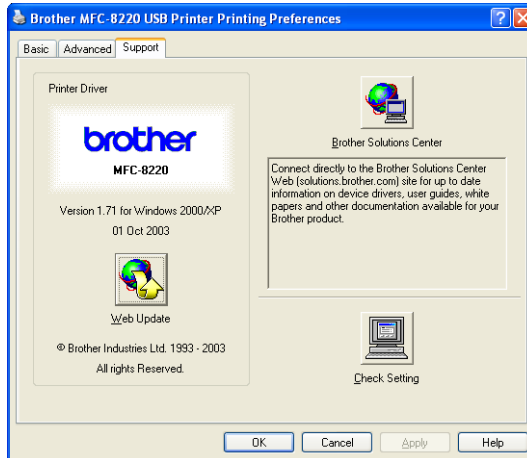 Brother MFC-8220 USB Printer Printing Preferences
Basic Advanced Support
Printer Driver
brother
MFC-8220
Version 1.71 for Windows 2000/XP
01 Oct 2003
Web Update
© Brother Industries Ltd. 1993 - 2003
All rights Reserved.
Brother Solutions Center
Connect directly to the Brother Solutions Center
Web (solutions.brother.com) site for up to date
information on device drivers, user guides, white
papers and other documentation available for your
Brother product.
Check Setting
OK Cancel Apply Help